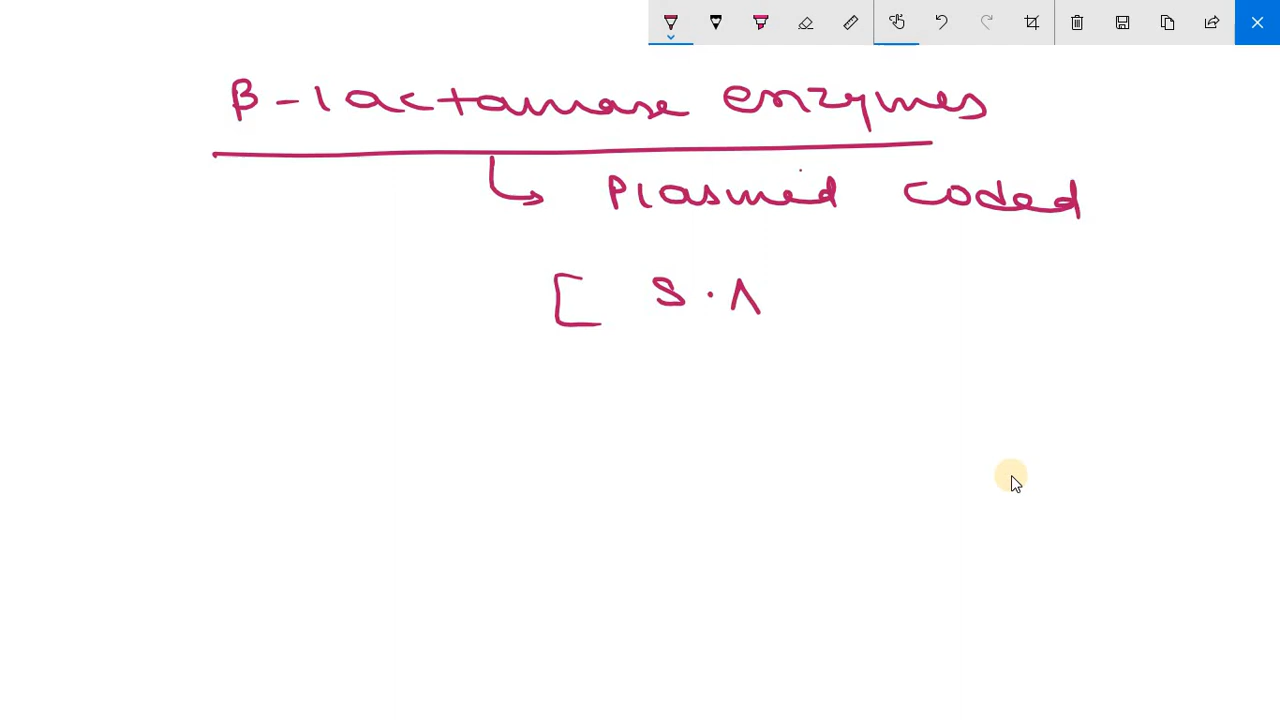 β-lactamase enzymes
↳ Plasmid coded
[ S. A